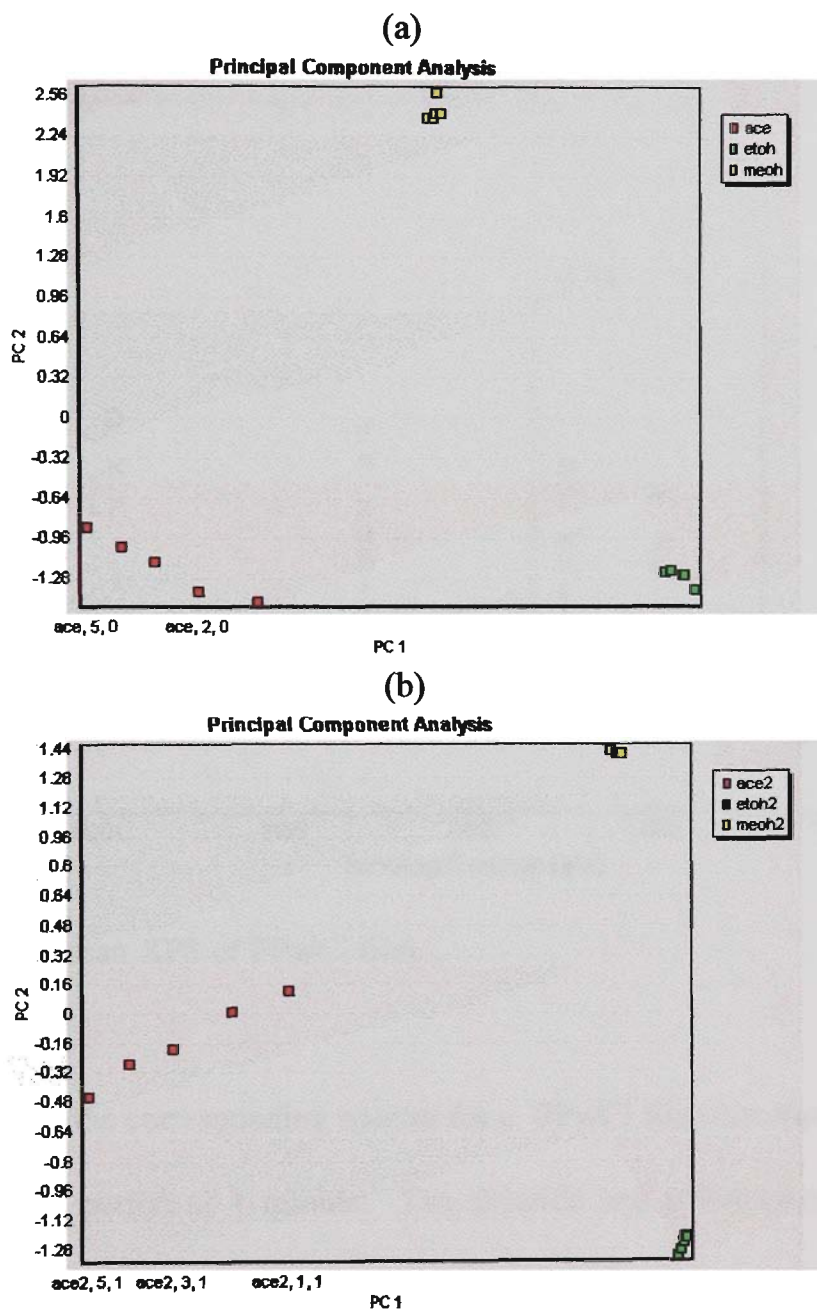 (a)
Principal Component Analysis
2.56
2.24
1.92
1.6
1.28
0.96
0.64
0.32
0
-0.32
-0.64
-0.96
-1.28
PC 2
ace
etoh
meoh
ace, 5, 0
ace, 2, 0
PC 1
(b)
Principal Component Analysis
1.44
1.28
1.12
0.96
0.8
0.64
0.48
0.32
0.16
0
-0.16
-0.32
-0.48
-0.64
-0.8
-0.96
-1.12
-1.28
PC 2
ace2
etoh2
meoh2
ace2, 5, 1
ace2, 3, 1
ace2, 1, 1
PC 1